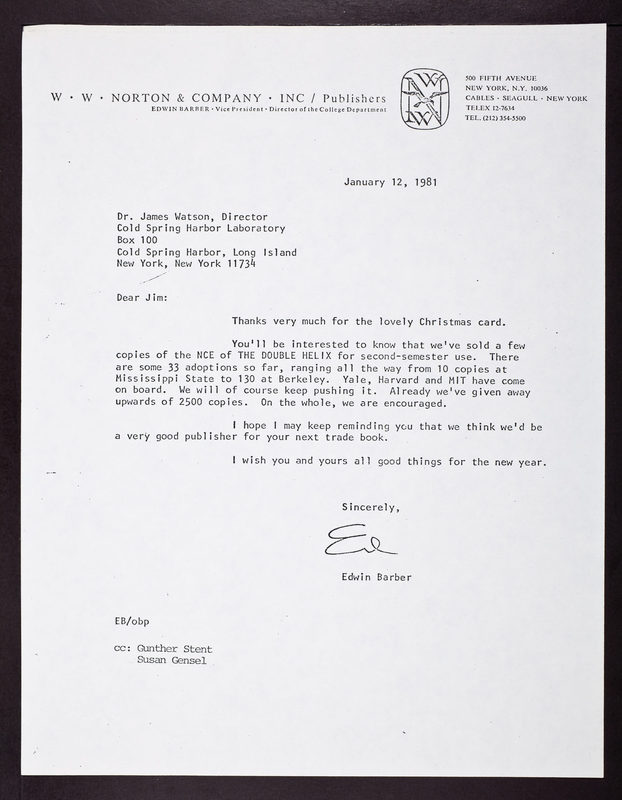 W · W · NORTON & COMPANY · INC / Publishers
EDWIN BARBER · Vice President · Director of the College Department
500 FIFTH AVENUE
NEW YORK, N.Y. 10036
CABLES · SEAGULL · NEW YORK
TELEX 12-7634
TEL. (212) 354-5500
January 12, 1981
Dr. James Watson, Director
Cold Spring Harbor Laboratory
Box 100
Cold Spring Harbor, Long Island
New York, New York 11734
Dear Jim:
Thanks very much for the lovely Christmas card.
You'll be interested to know that we've sold a few
copies of the NCE of THE DOUBLE HELIX for second-semester use. There
are some 33 adoptions so far, ranging all the way from 10 copies at
Mississippi State to 130 at Berkeley. Yale, Harvard and MIT have come
on board. We will of course keep pushing it. Already we've given away
upwards of 2500 copies. On the whole, we are encouraged.
I hope I may keep reminding you that we think we'd be
a very good publisher for your next trade book.
I wish you and yours all good things for the new year.
Sincerely,
Ed
Edwin Barber
EB/obp
cc: Gunther Stent
Susan Gensel